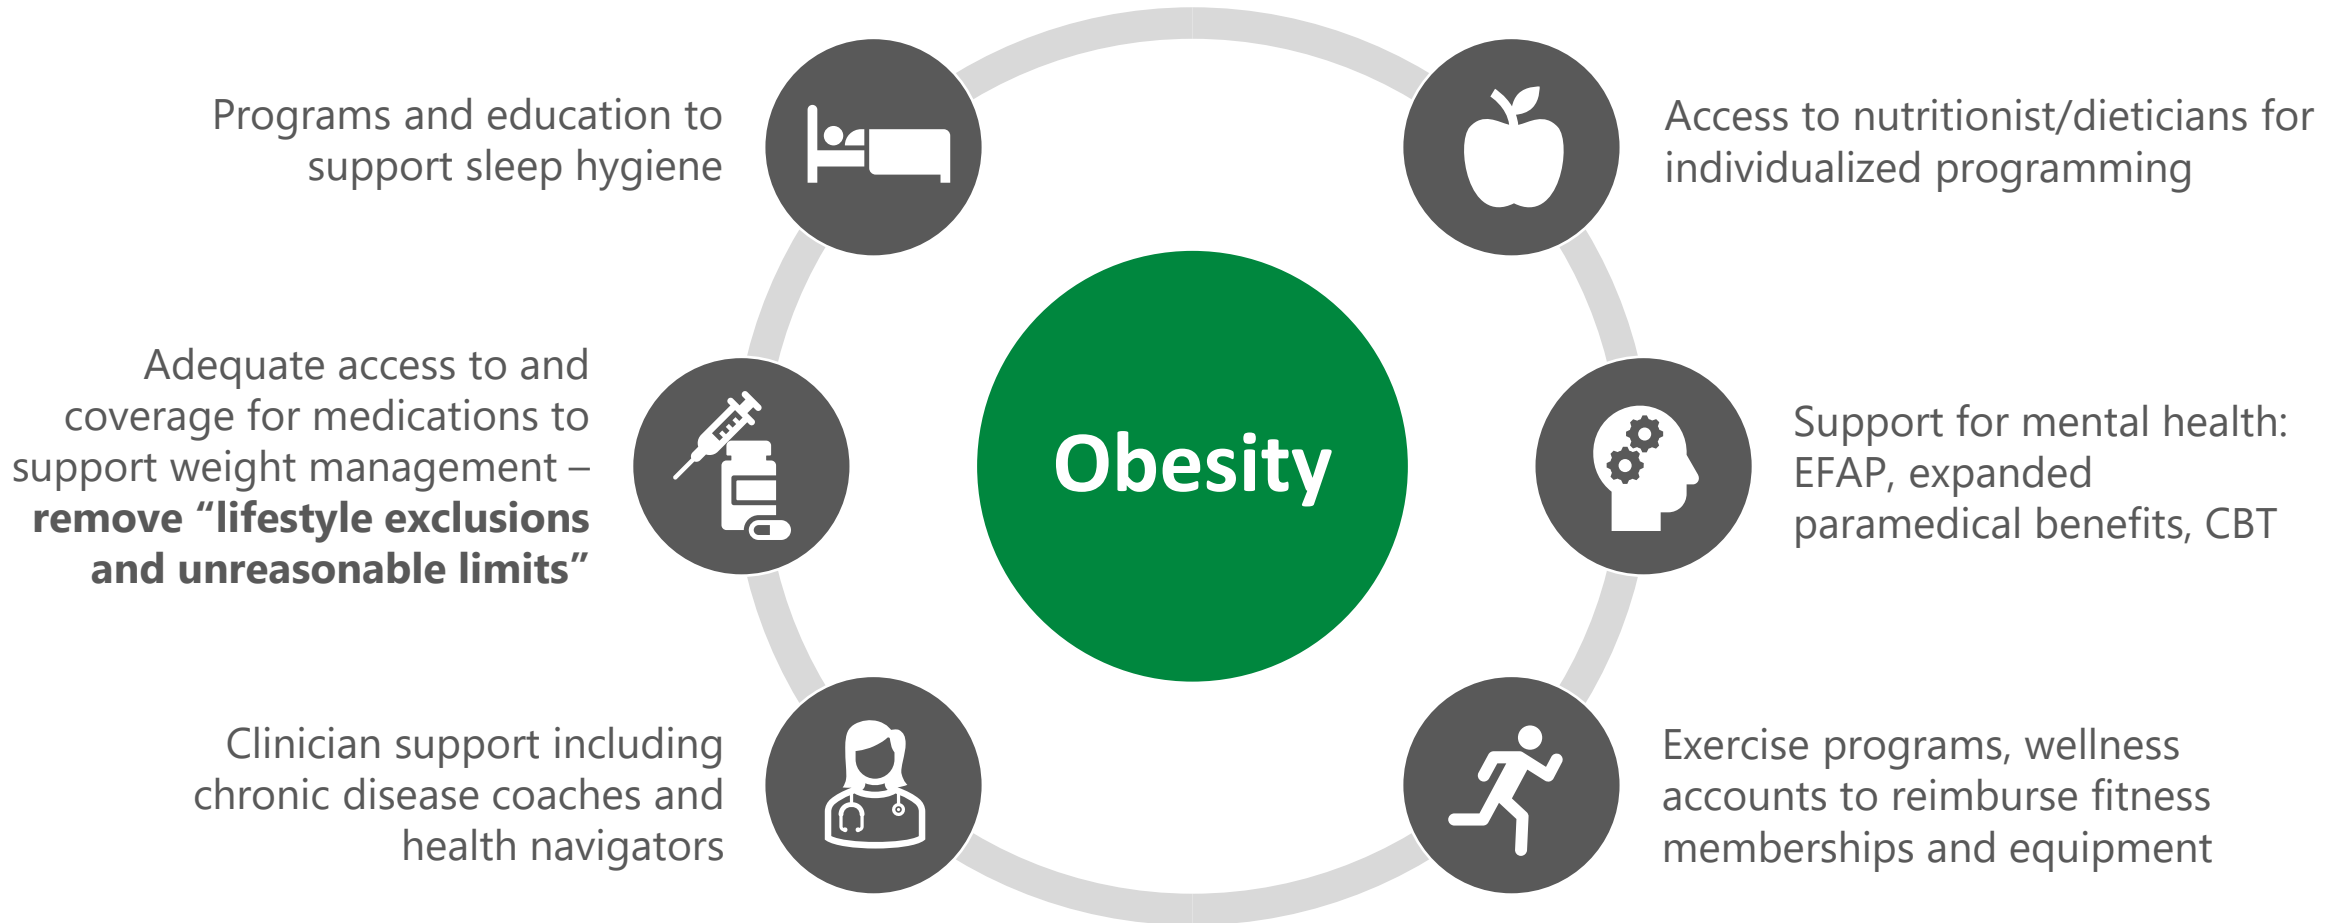 Programs and education to
support sleep hygiene
Access to nutritionist/dieticians for
individualized programming
Adequate access to and
coverage for medications to
support weight management –
remove “lifestyle exclusions
and unreasonable limits”
Obesity
Support for mental health:
EFAP, expanded
paramedical benefits, CBT
Clinician support including
chronic disease coaches and
health navigators
Exercise programs, wellness
accounts to reimburse fitness
memberships and equipment